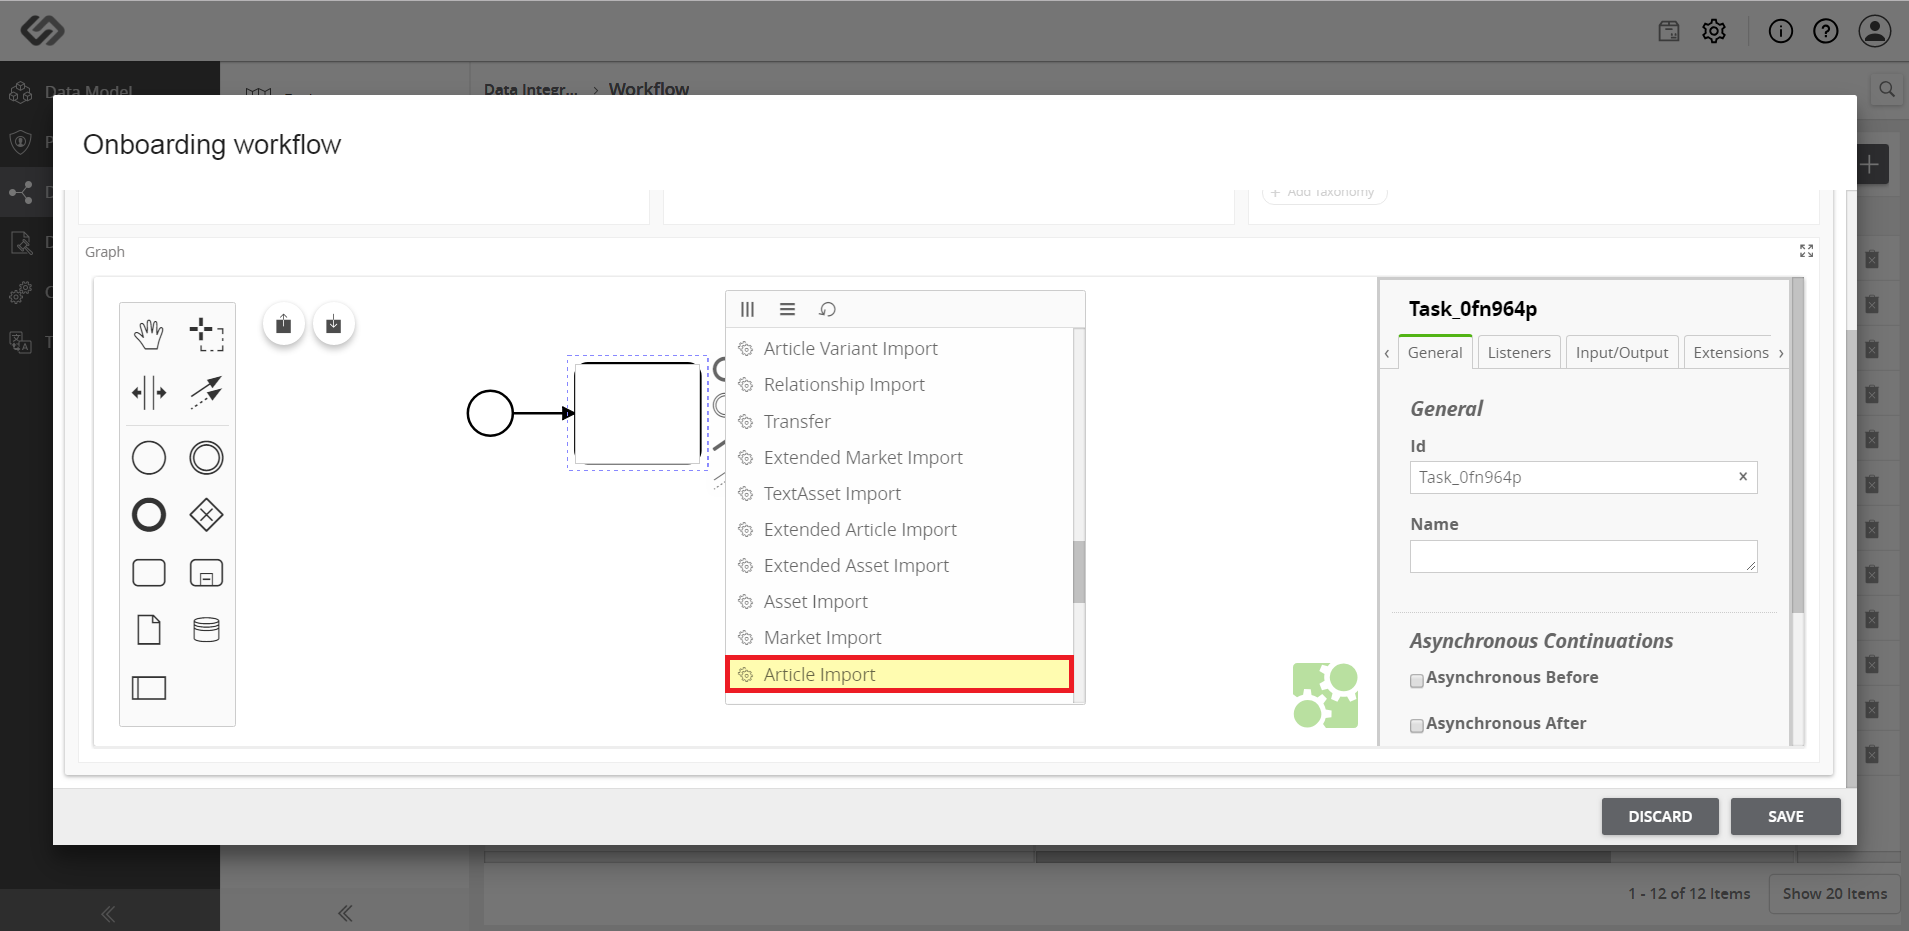 Data Model
Data Integr... › Workflow
Onboarding workflow
P
D
D
C
T
+ Add Taxonomy
Graph
Article Variant Import
Relationship Import
Transfer
Extended Market Import
TextAsset Import
Extended Article Import
Extended Asset Import
Asset Import
Market Import
Article Import
Task_0fn964p
General
Listeners
Input/Output
Extensions
General
Id
Task_0fn964p
Name
Asynchronous Continuations
Asynchronous Before
Asynchronous After
DISCARD
SAVE
1 - 12 of 12 Items
Show 20 Items